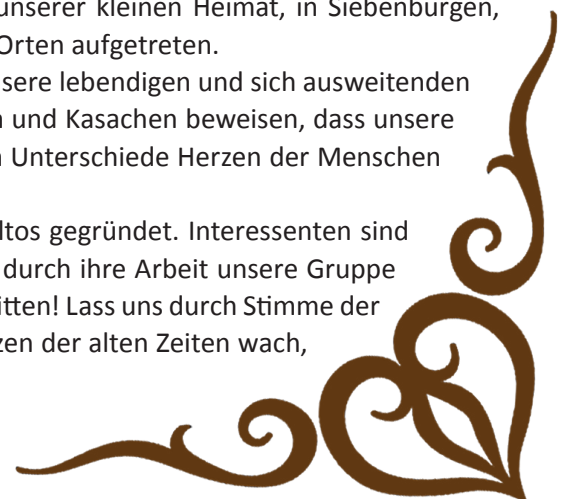 unserer kleinen Heimat, in Siebenbürgen,
Orten aufgetreten.
sere lebendigen und sich ausweitenden
und Kasachen beweisen, dass unsere
Unterschiede Herzen der Menschen
ltos gegründet. Interessenten sind
durch ihre Arbeit unsere Gruppe
itten! Lass uns durch Stimme der
zen der alten Zeiten wach,